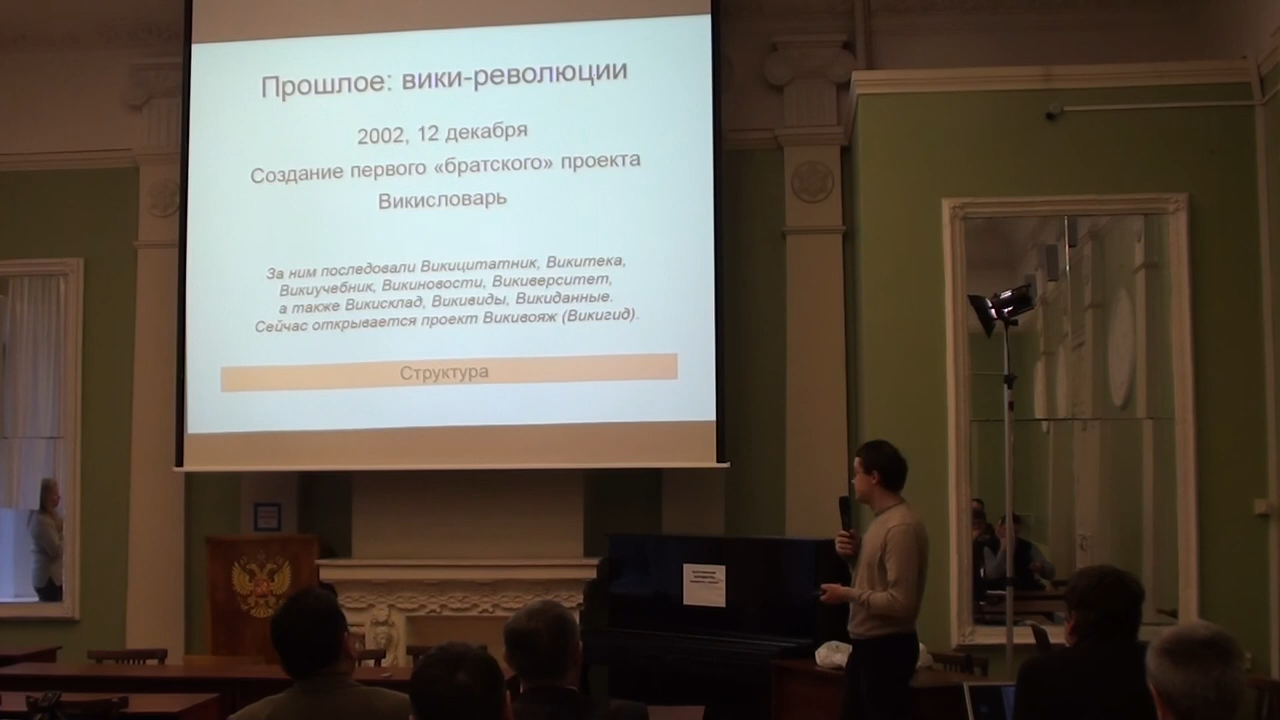 Прошлое: вики-революции
2002, 12 декабря
Создание первого «братского» проекта
Викисловарь
За ним последовали Викицитатник, Викитека,
Викиучебник, Викиновости, Викиверситет,
а также Викисклад, Викивиды, Викиданные.
Сейчас открывается проект Викивояж (Викигид).
Структура